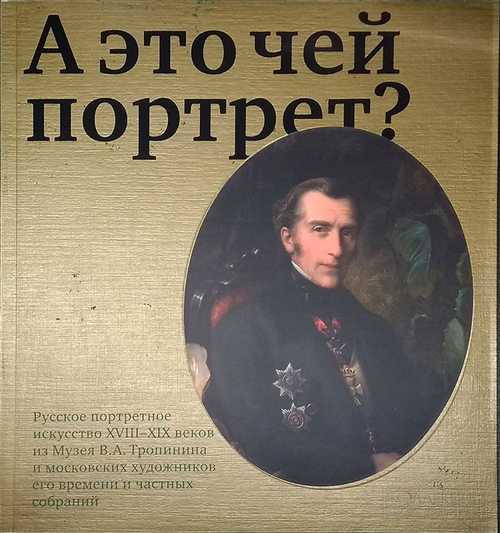 А это чей
портрет?
Русское портретное
искусство XVIII–XIX веков
из Музея В.А. Тропинина
и московских художников
его времени и частных
собраний